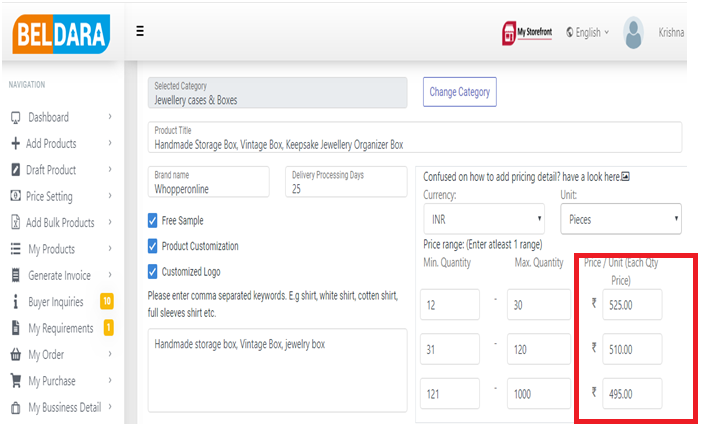 BELDARA
My Storefront
English
Krishna
NAVIGATION
Dashboard
Add Products
Draft Product
Price Setting
Add Bulk Products
My Products
Generate Invoice
Buyer Inquiries 10
My Requirements 1
My Order
My Purchase
My Bussiness Detail
Selected Category
Jewellery cases & Boxes
Change Category
Product Title
Handmade Storage Box, Vintage Box, Keepsake Jewellery Organizer Box
Brand name
Whopperonline
Delivery Processing Days
25
Free Sample
Product Customization
Customized Logo
Please enter comma separated keywords. E.g shirt, white shirt, cotten shirt,
full sleeves shirt etc.
Handmade storage box, Vintage Box, jewelry box
Confused on how to add pricing detail? have a look here.
Currency:
Unit:
INR
Pieces
Price range: (Enter atleast 1 range)
Min. Quantity
Max. Quantity
Price / Unit (Each Qty
Price)
12 - 30 ₹ 525.00
31 - 120 ₹ 510.00
121 - 1000 ₹ 495.00